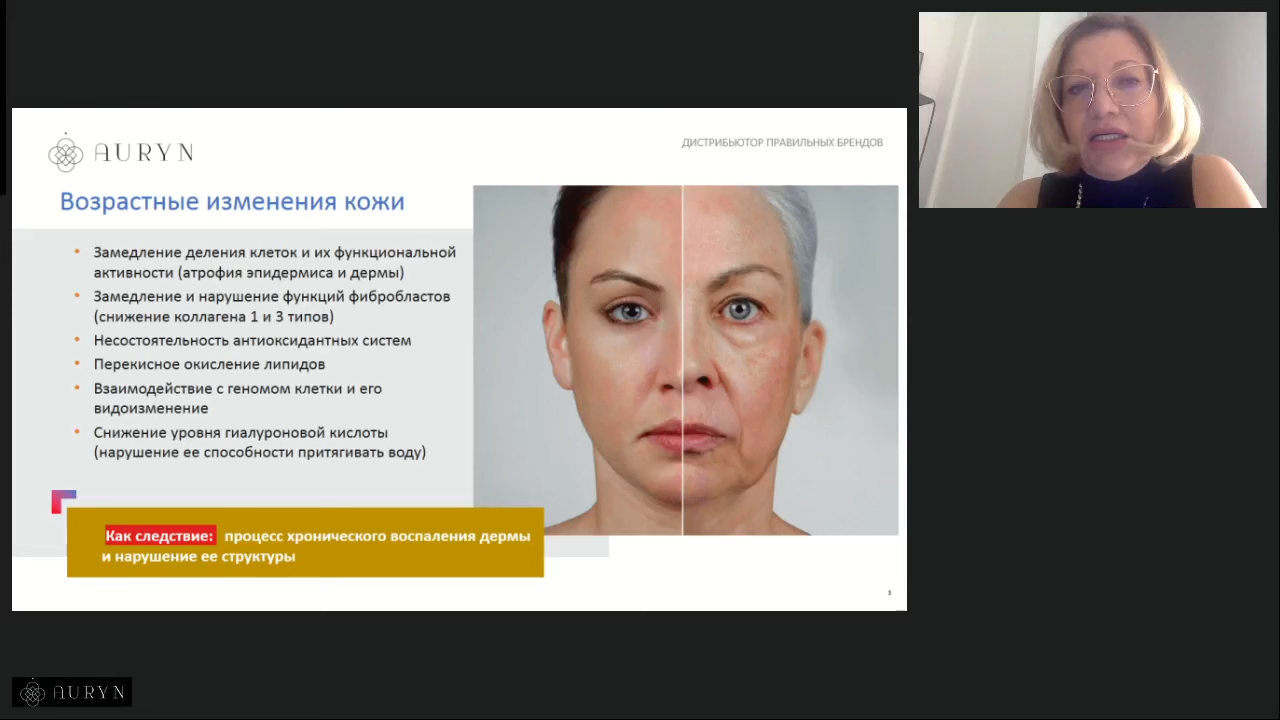 AURYN
ДИСТРИБЬЮТОР ПРАВИЛЬНЫХ БРЕНДОВ
Возрастные изменения кожи
• Замедление деления клеток и их функциональной
активности (атрофия эпидермиса и дермы)
• Замедление и нарушение функций фибробластов
(снижение коллагена 1 и 3 типов)
• Несостоятельность антиоксидантных систем
• Перекисное окисление липидов
• Взаимодействие с геномом клетки и его
видоизменение
• Снижение уровня гиалуроновой кислоты
(нарушение ее способности притягивать воду)
Как следствие: процесс хронического воспаления дермы
и нарушение ее структуры
3
AURYN